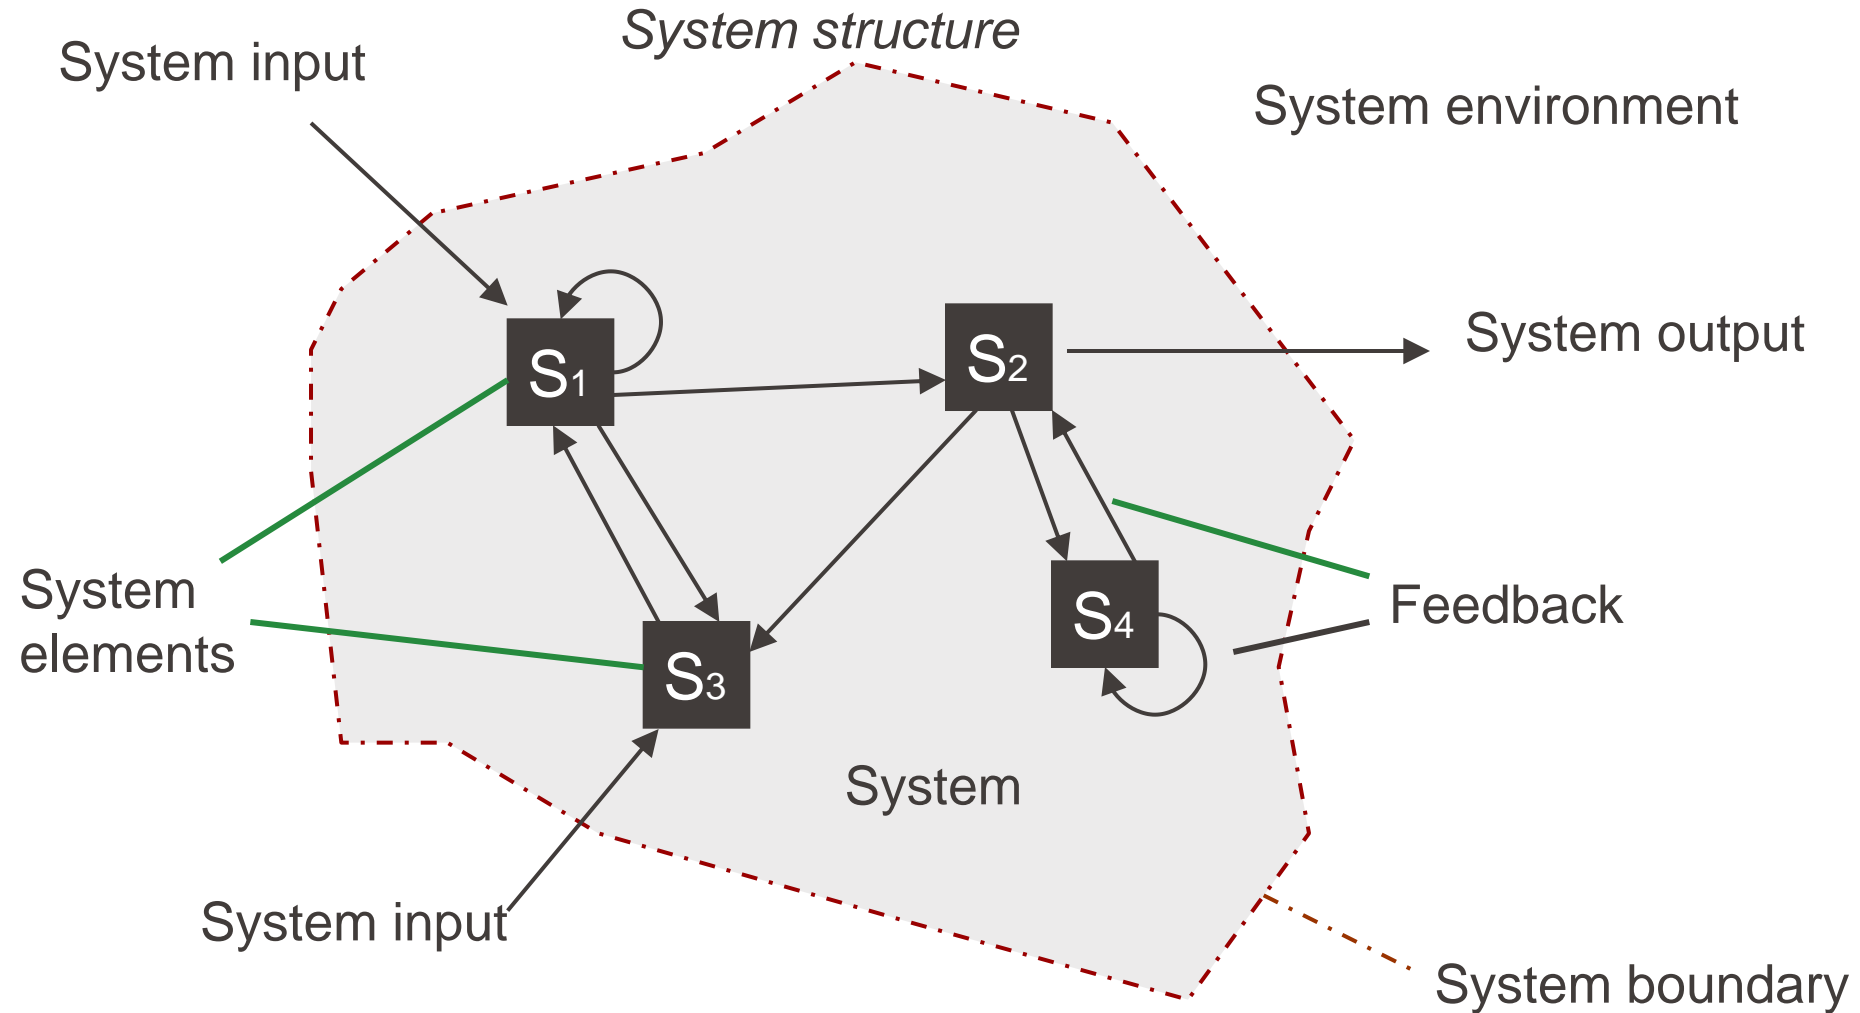 System structure
System input
System environment
System output
S1
S2
System
elements
Feedback
S4
S3
System
System input
System boundary